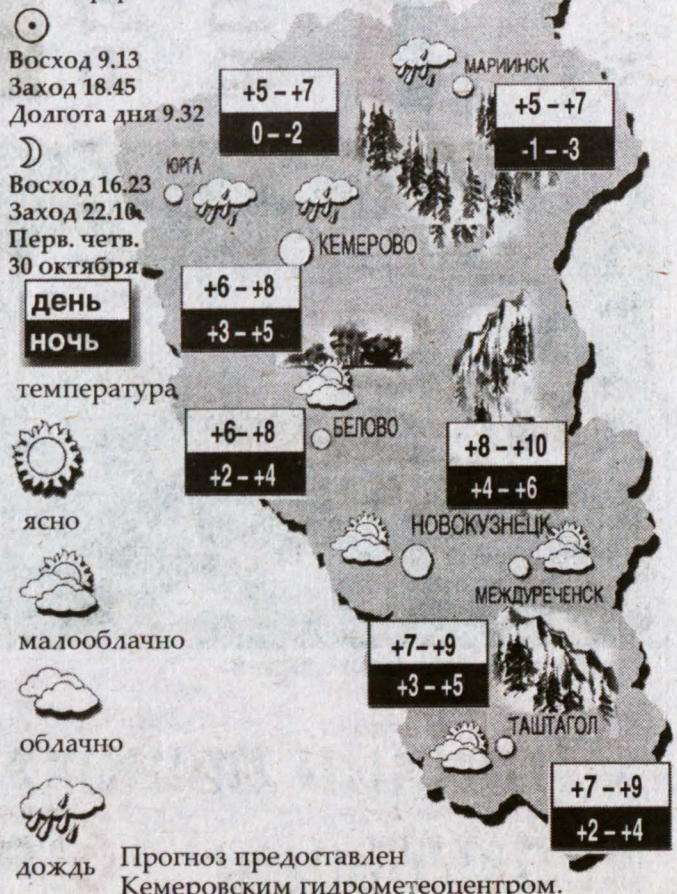 Восход 9.13
Заход 18.45
Долгота дня 9.32
Восход 16.23
Заход 22.10
Перв. четв.
30 октября
день
ночь
температура
ясно
малооблачно
облачно
дождь
МАРИИНСК
+5 – +7
-1 – -3
+5 – +7
0 – -2
ЮРГА
КЕМЕРОВО
+6 – +8
+3 – +5
БЕЛОВО
+6– +8
+2 – +4
+8 – +10
+4 – +6
НОВОКУЗНЕЦК
МЕЖДУРЕЧЕНСК
+7– +9
+3 – +5
ТАШТАГОЛ
+7 – +9
+2 – +4
Прогноз предоставлен
Кемеровским гидрометеоцентром.